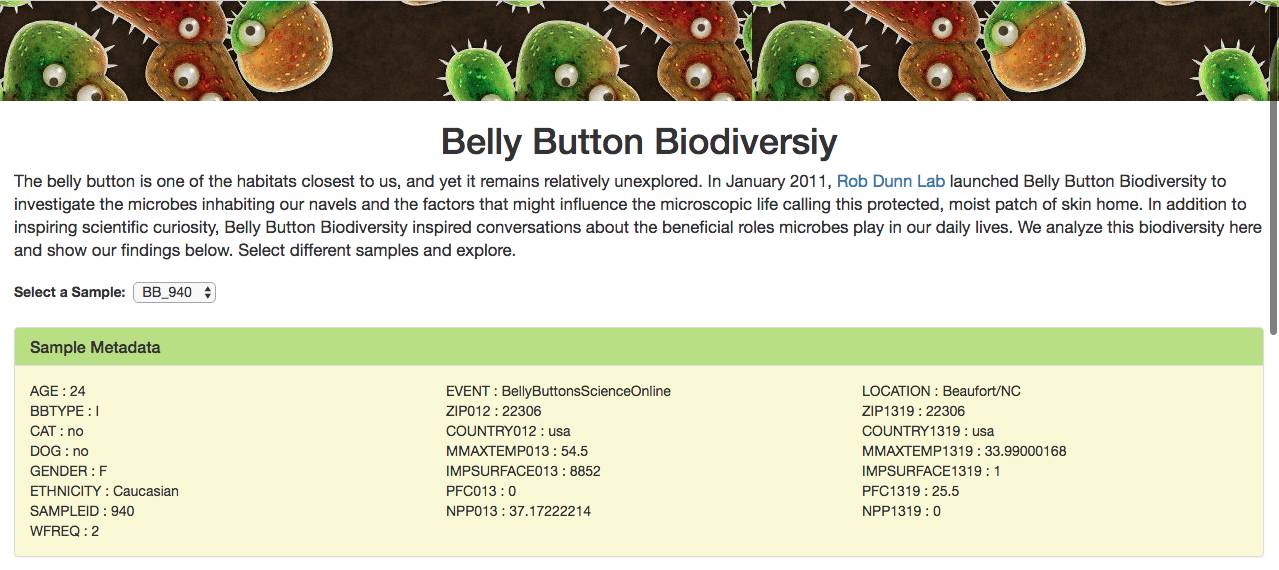 Belly Button Biodiversiy
The belly button is one of the habitats closest to us, and yet it remains relatively unexplored. In January 2011, Rob Dunn Lab launched Belly Button Biodiversity to
investigate the microbes inhabiting our navels and the factors that might influence the microscopic life calling this protected, moist patch of skin home. In addition to
inspiring scientific curiosity, Belly Button Biodiversity inspired conversations about the beneficial roles microbes play in our daily lives. We analyze this biodiversity here
and show our findings below. Select different samples and explore.
Select a Sample: BB_940
Sample Metadata
AGE : 24
BBTYPE : I
CAT : no
DOG : no
GENDER : F
ETHNICITY : Caucasian
SAMPLEID : 940
WFREQ : 2
EVENT : BellyButtonsScienceOnline
ZIP012 : 22306
COUNTRY012 : usa
MMAXTEMP013 : 54.5
IMPSURFACE013 : 8852
PFC013 : 0
NPP013 : 37.17222214
LOCATION : Beaufort/NC
ZIP1319 : 22306
COUNTRY1319 : usa
MMAXTEMP1319 : 33.99000168
IMPSURFACE1319 : 1
PFC1319 : 25.5
NPP1319 : 0